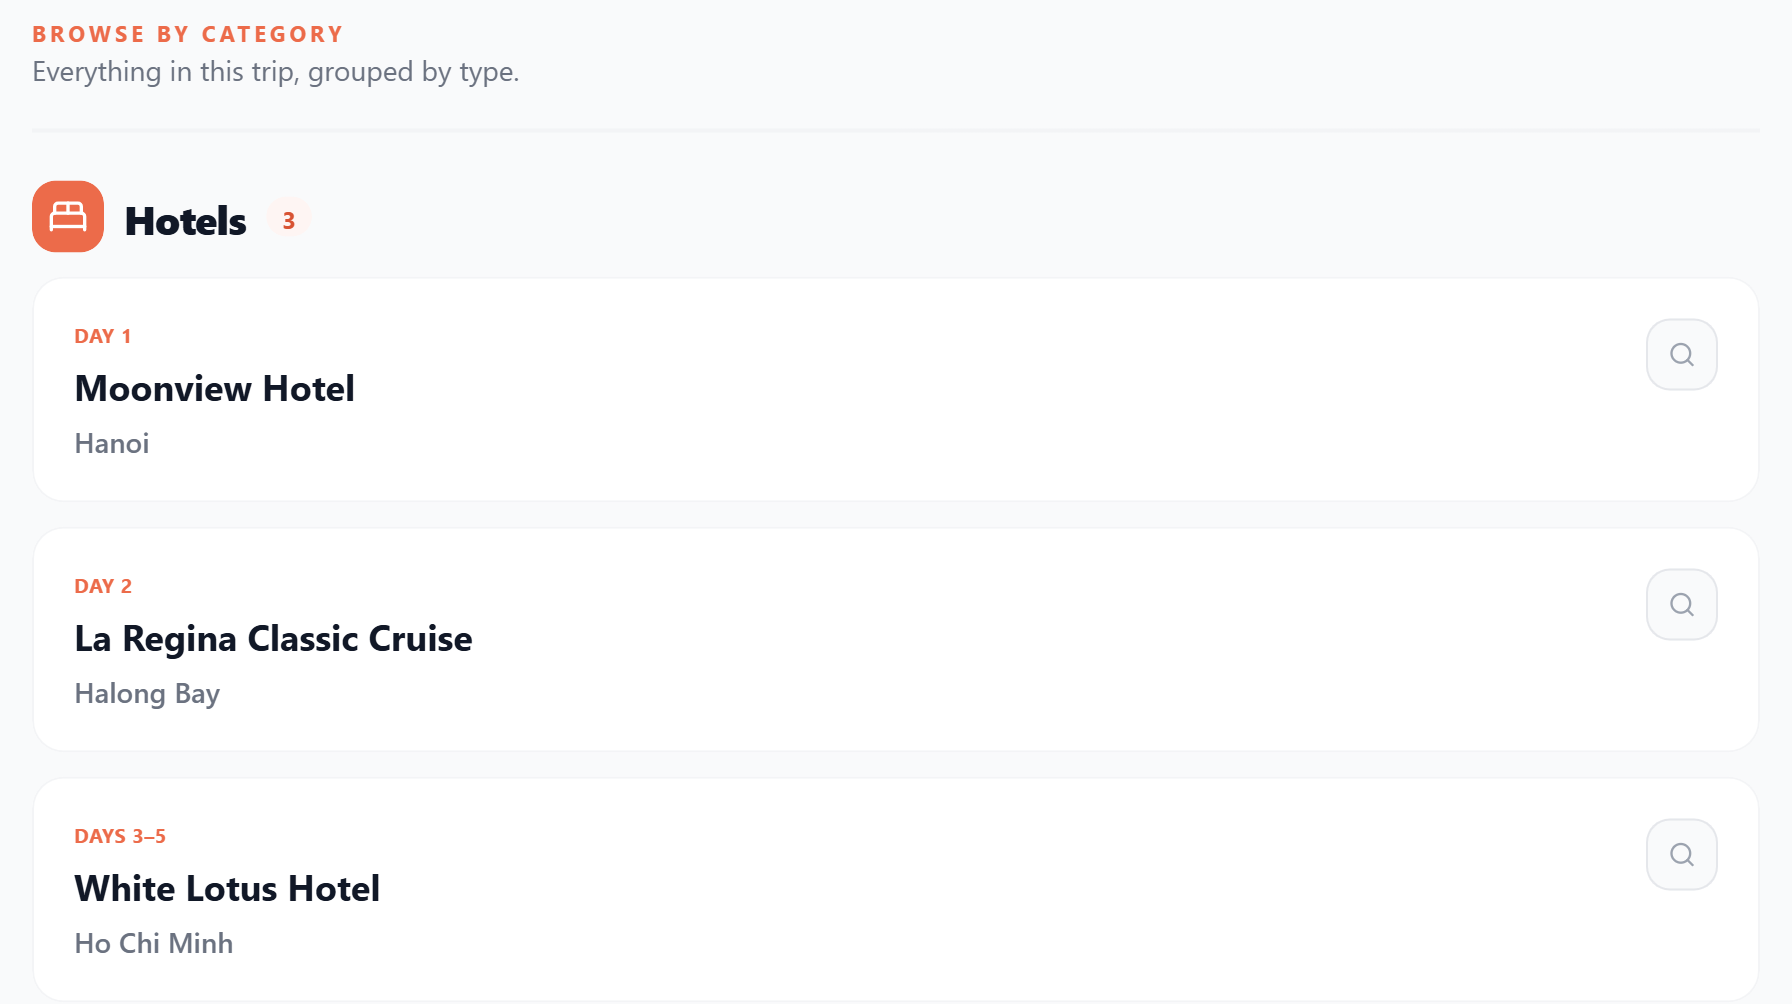 BROWSE BY CATEGORY
Everything in this trip, grouped by type.
Hotels 3
DAY 1
Moonview Hotel
Hanoi
DAY 2
La Regina Classic Cruise
Halong Bay
DAYS 3–5
White Lotus Hotel
Ho Chi Minh